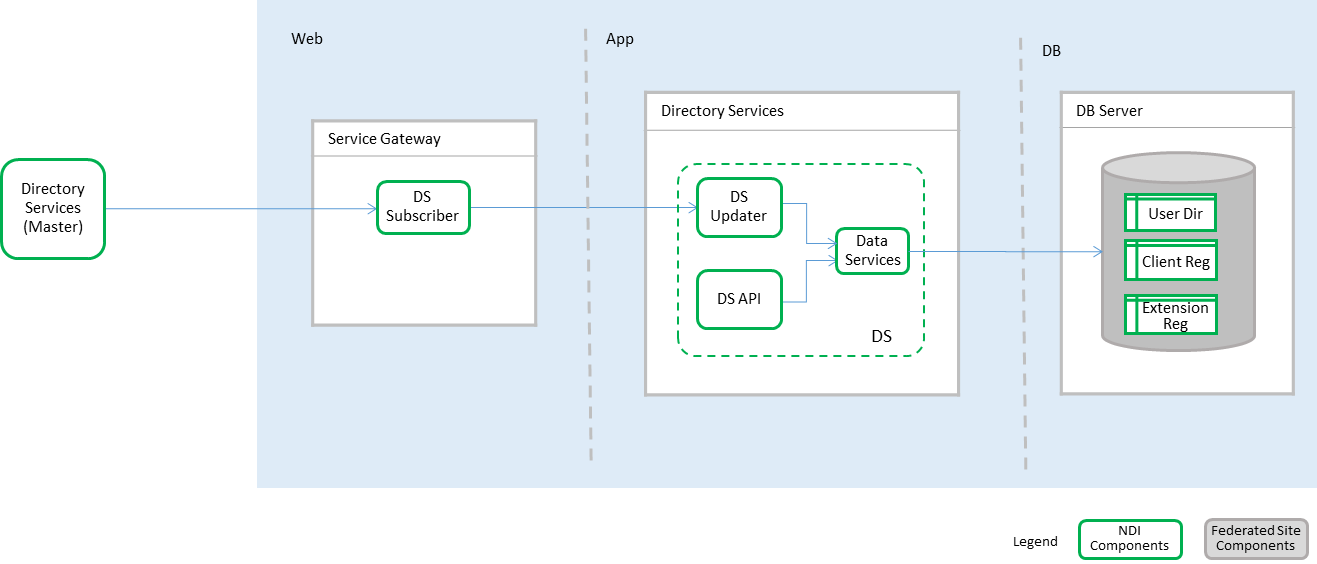 Web
App
DB
Directory
Services
(Master)
Service Gateway
DS
Subscriber
Directory Services
DS
Updater
DS API
Data
Services
DS
DB Server
User Dir
Client Reg
Extension
Reg
Legend
NDI
Components
Federated Site
Components